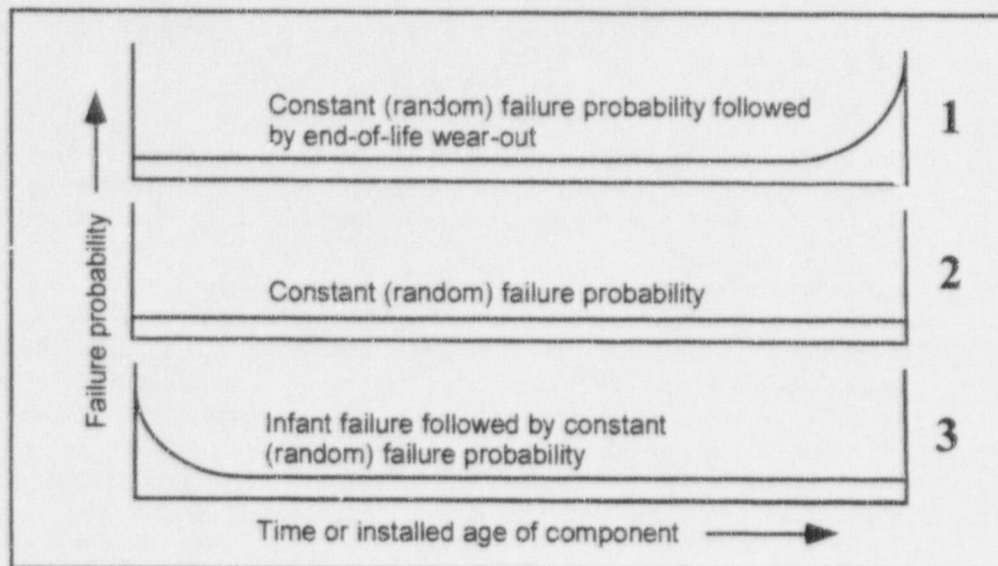 Constant (random) failure probability followed
by end-of-life wear-out
1
Failure probability
Constant (random) failure probability
2
Infant failure followed by constant
(random) failure probability
3
Time or installed age of component